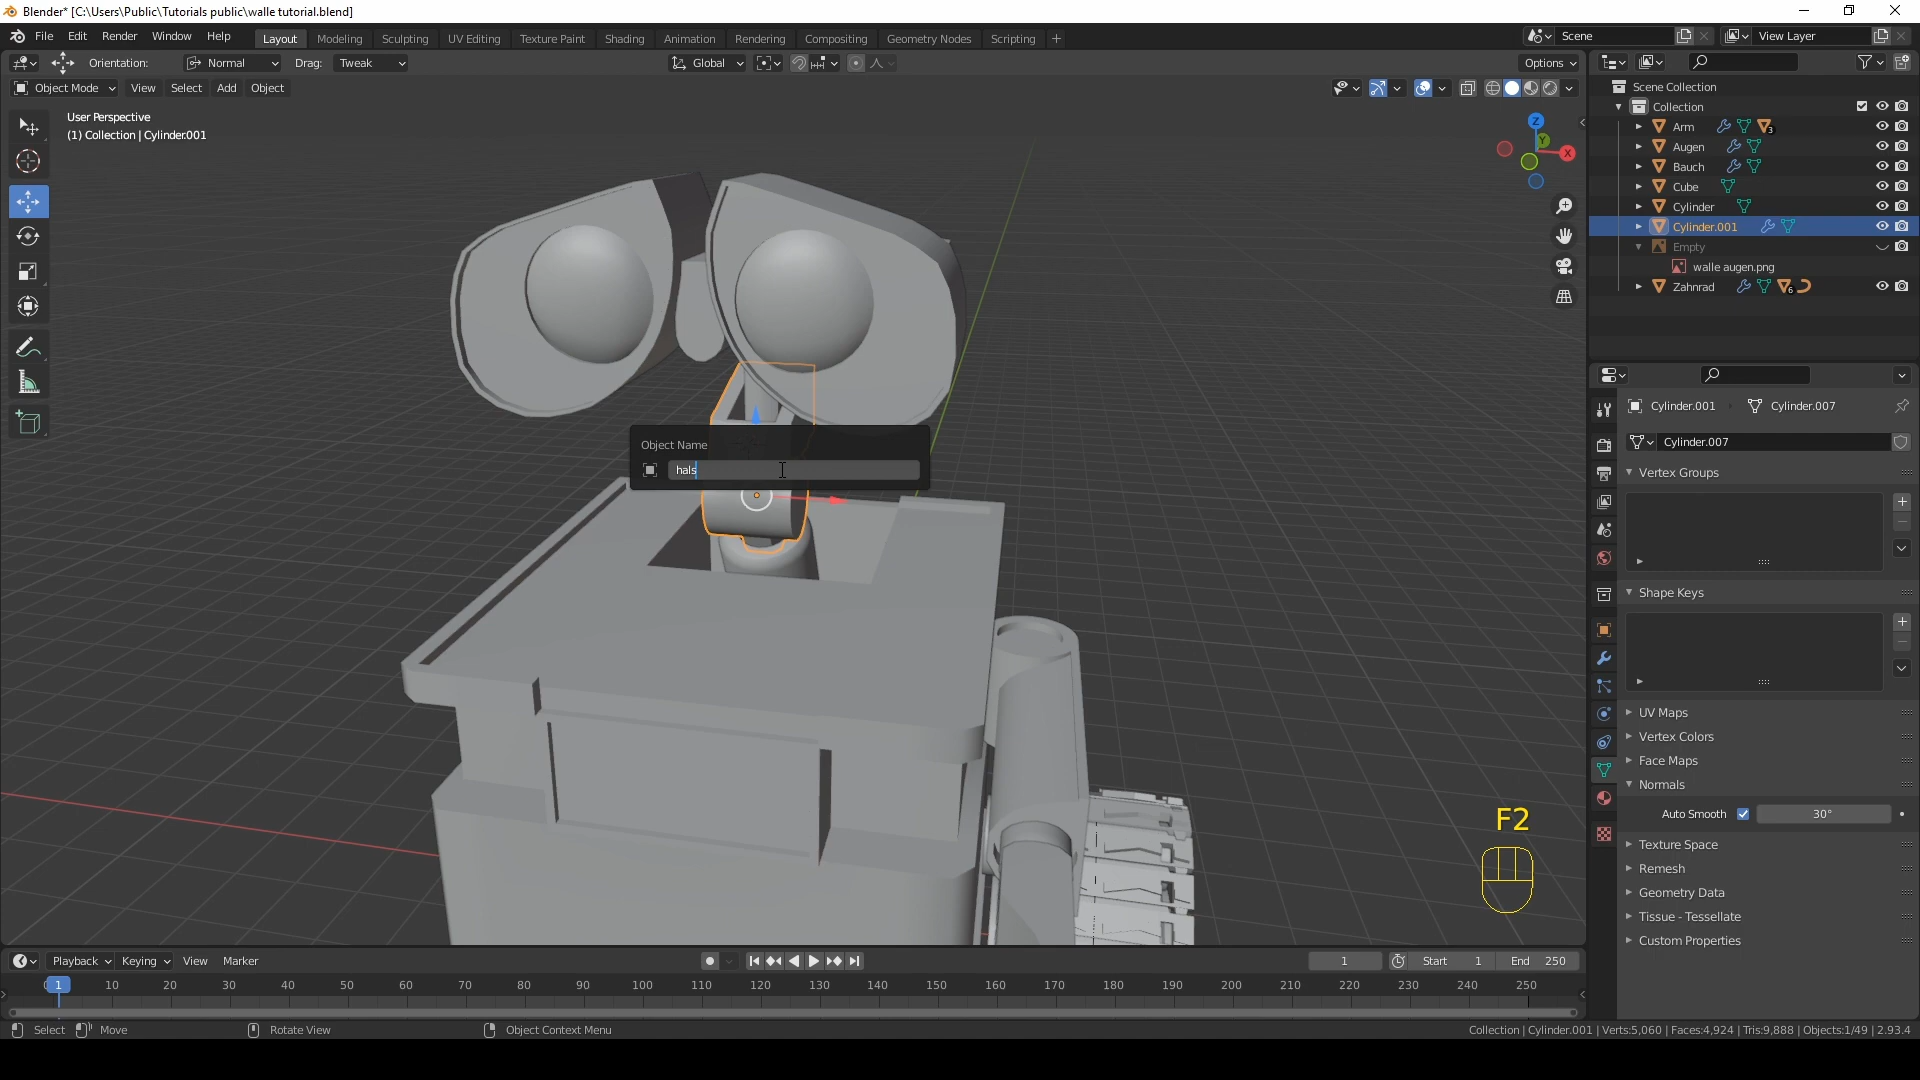 Blender* [C:\Users\Public\Tutorials public\walle tutorial.blend]
File Edit Render Window Help Layout Modeling Sculpting UV Editing Texture Paint Shading Animation Rendering Compositing Geometry Nodes Scripting + Scene View Layer
Orientation: Normal Drag: Tweak Global Options
Object Mode View Select Add Object
User Perspective
(1) Collection | Cylinder.001
Scene Collection
Collection
Arm 3
Augen
Bauch
Cube
Cylinder
Cylinder.001
Empty
walle augen.png
Zahnrad 6
Z
Y
X
Object Name
hals
Cylinder.001 Cylinder.007
Cylinder.007
Vertex Groups
Shape Keys
UV Maps
Vertex Colors
Face Maps
Normals
Auto Smooth 30°
Texture Space
Remesh
Geometry Data
Tissue - Tessellate
Custom Properties
F2
Playback Keying View Marker 1 Start 1 End 250
1 10 20 30 40 50 60 70 80 90 100 110 120 130 140 150 160 170 180 190 200 210 220 230 240 250
Select Move Rotate View Object Context Menu Collection | Cylinder.001 | Verts:5,060 | Faces:4,924 | Tris:9,888 | Objects:1/49 | 2.93.4